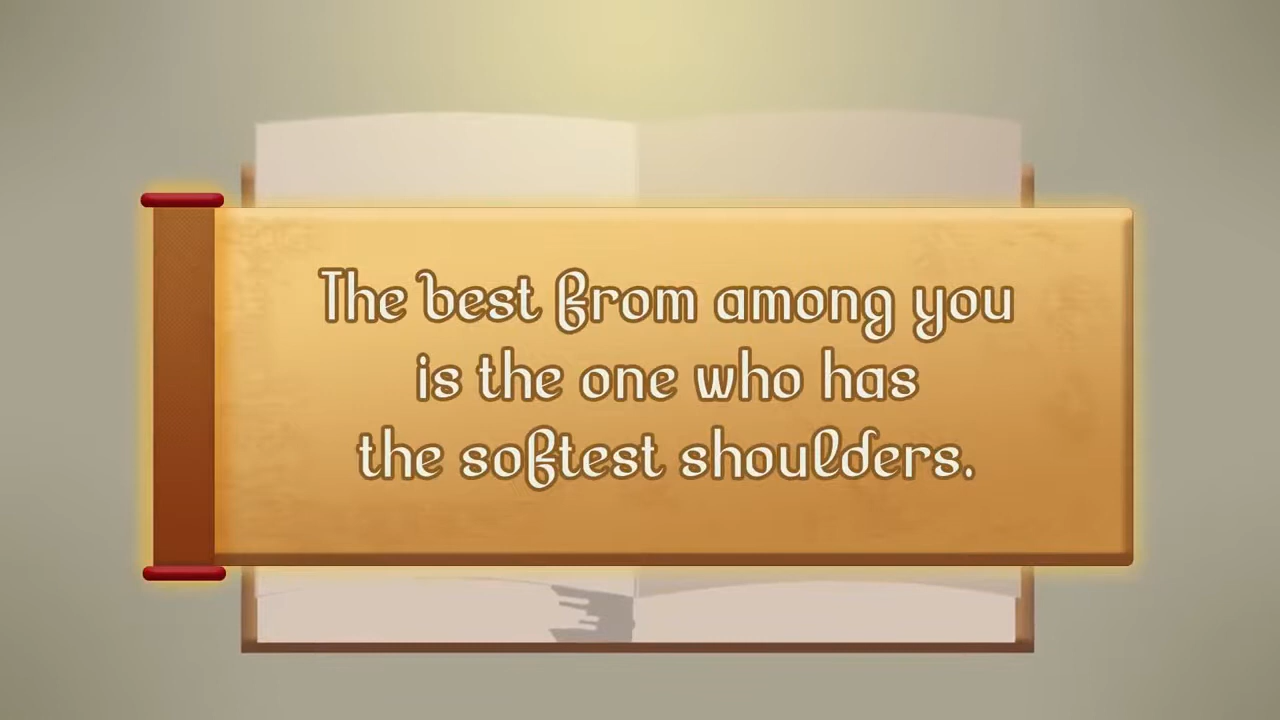 The best from among you
is the one who has
the softest shoulders.